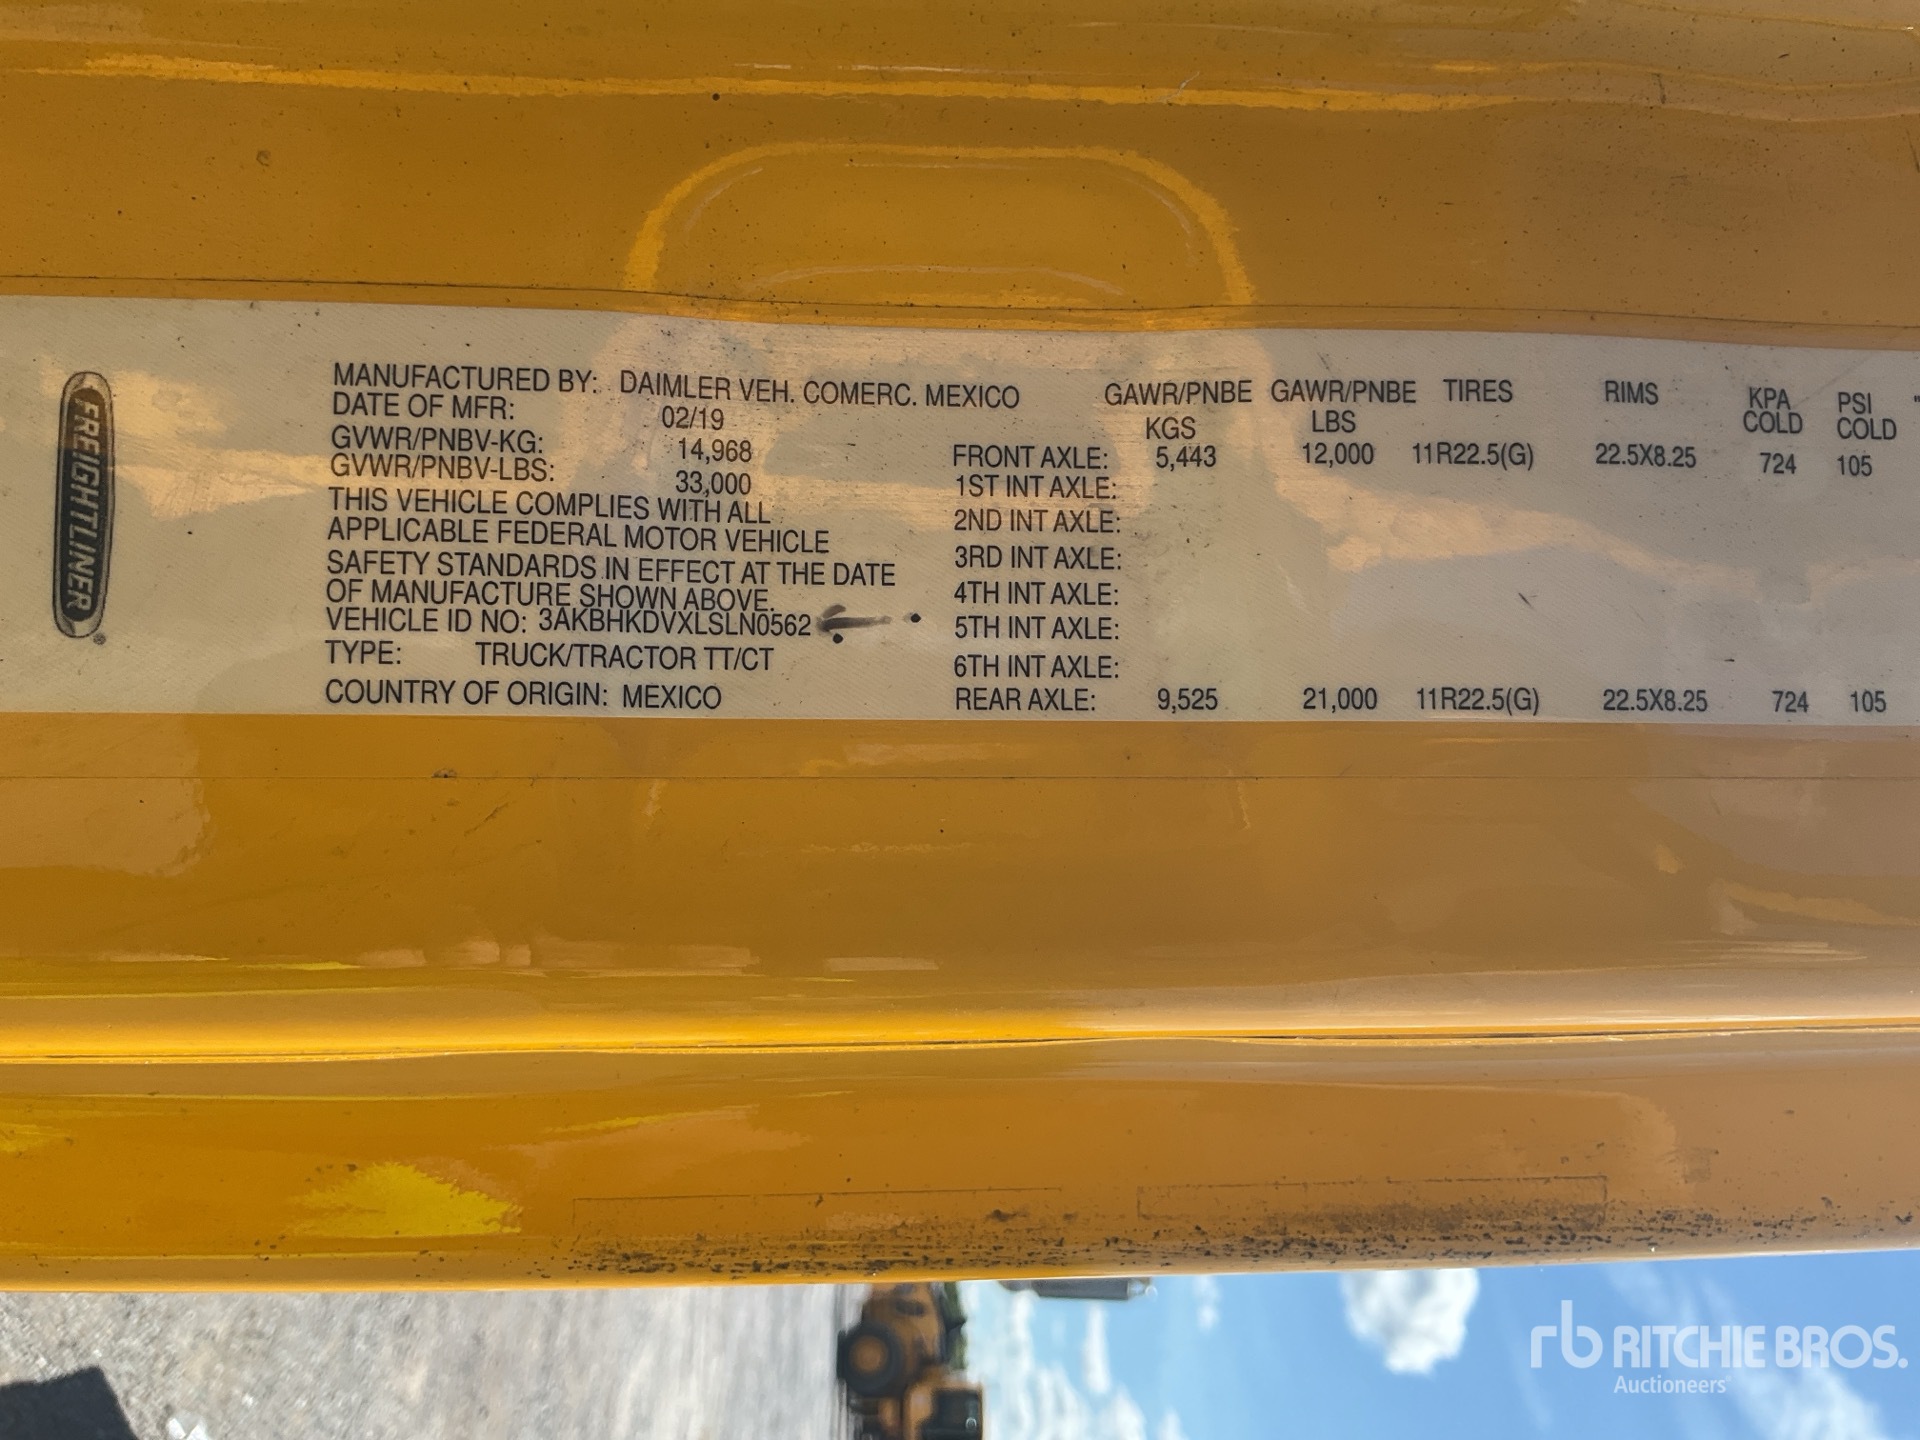 FREIGHTLINER®
MANUFACTURED BY: DAIMLER VEH. COMERC. MEXICO
DATE OF MFR: 02/19
GVWR/PNBV-KG: 14,968
GVWR/PNBV-LBS: 33,000
THIS VEHICLE COMPLIES WITH ALL
APPLICABLE FEDERAL MOTOR VEHICLE
SAFETY STANDARDS IN EFFECT AT THE DATE
OF MANUFACTURE SHOWN ABOVE.
VEHICLE ID NO: 3AKBHKDVXLSLN0562
TYPE: TRUCK/TRACTOR TT/CT
COUNTRY OF ORIGIN: MEXICO
GAWR/PNBE GAWR/PNBE TIRES RIMS KPA PSI
KGS LBS COLD COLD
FRONT AXLE: 5,443 12,000 11R22.5(G) 22.5X8.25 724 105
1ST INT AXLE:
2ND INT AXLE:
3RD INT AXLE:
4TH INT AXLE:
5TH INT AXLE:
6TH INT AXLE:
REAR AXLE: 9,525 21,000 11R22.5(G) 22.5X8.25 724 105
rb RITCHIE BROS.
Auctioneers